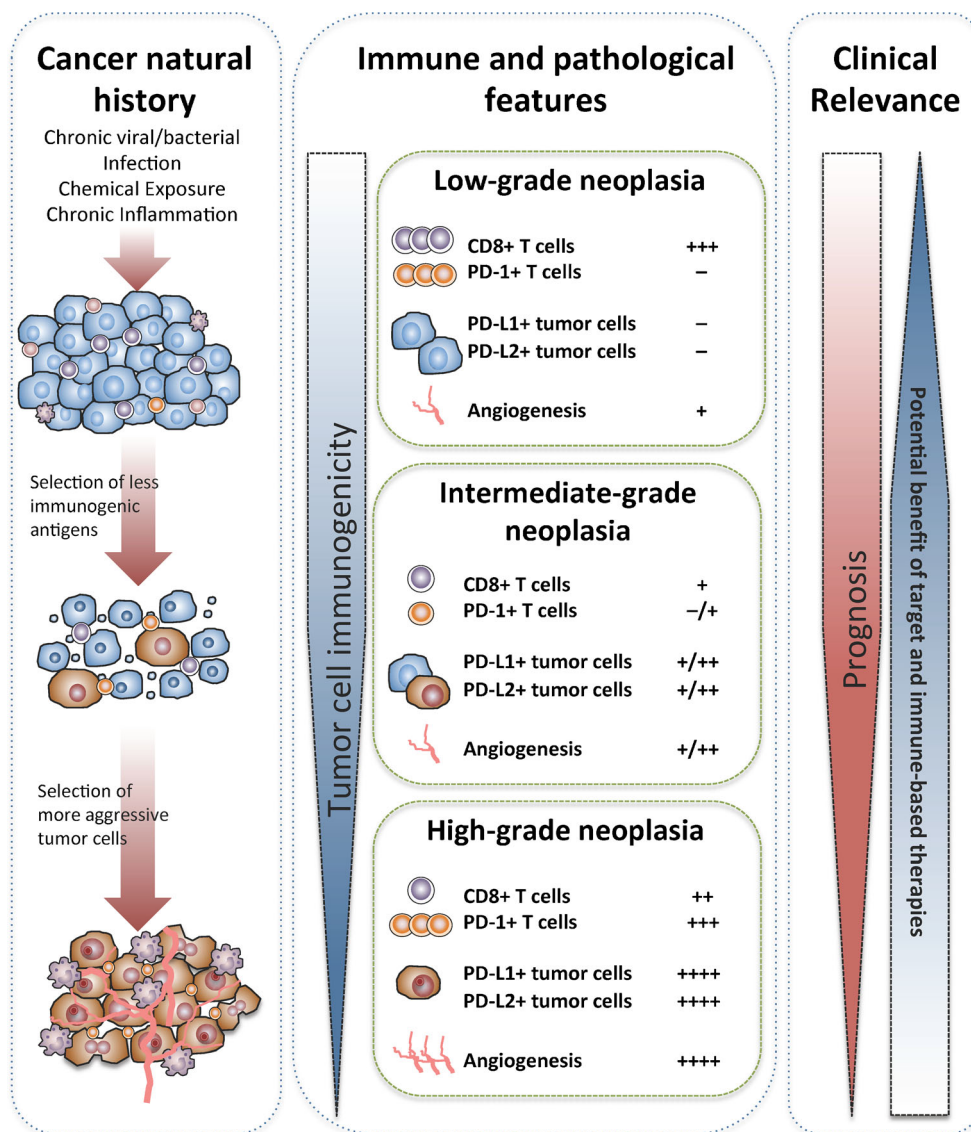 Cancer natural
history
Chronic viral/bacterial
Infection
Chemical Exposure
Chronic Inflammation
Selection of less
immunogenic
antigens
Selection of
more aggressive
tumor cells
Immune and pathological
features
Tumor cell immunogenicity
Low-grade neoplasia
CD8+ T cells +++
PD-1+ T cells –
PD-L1+ tumor cells –
PD-L2+ tumor cells –
Angiogenesis +
Intermediate-grade
neoplasia
CD8+ T cells +
PD-1+ T cells –/+
PD-L1+ tumor cells +/++
PD-L2+ tumor cells +/++
Angiogenesis +/++
High-grade neoplasia
CD8+ T cells ++
PD-1+ T cells +++
PD-L1+ tumor cells ++++
PD-L2+ tumor cells ++++
Angiogenesis ++++
Clinical
Relevance
Prognosis
Potential benefit of target and immune-based therapies